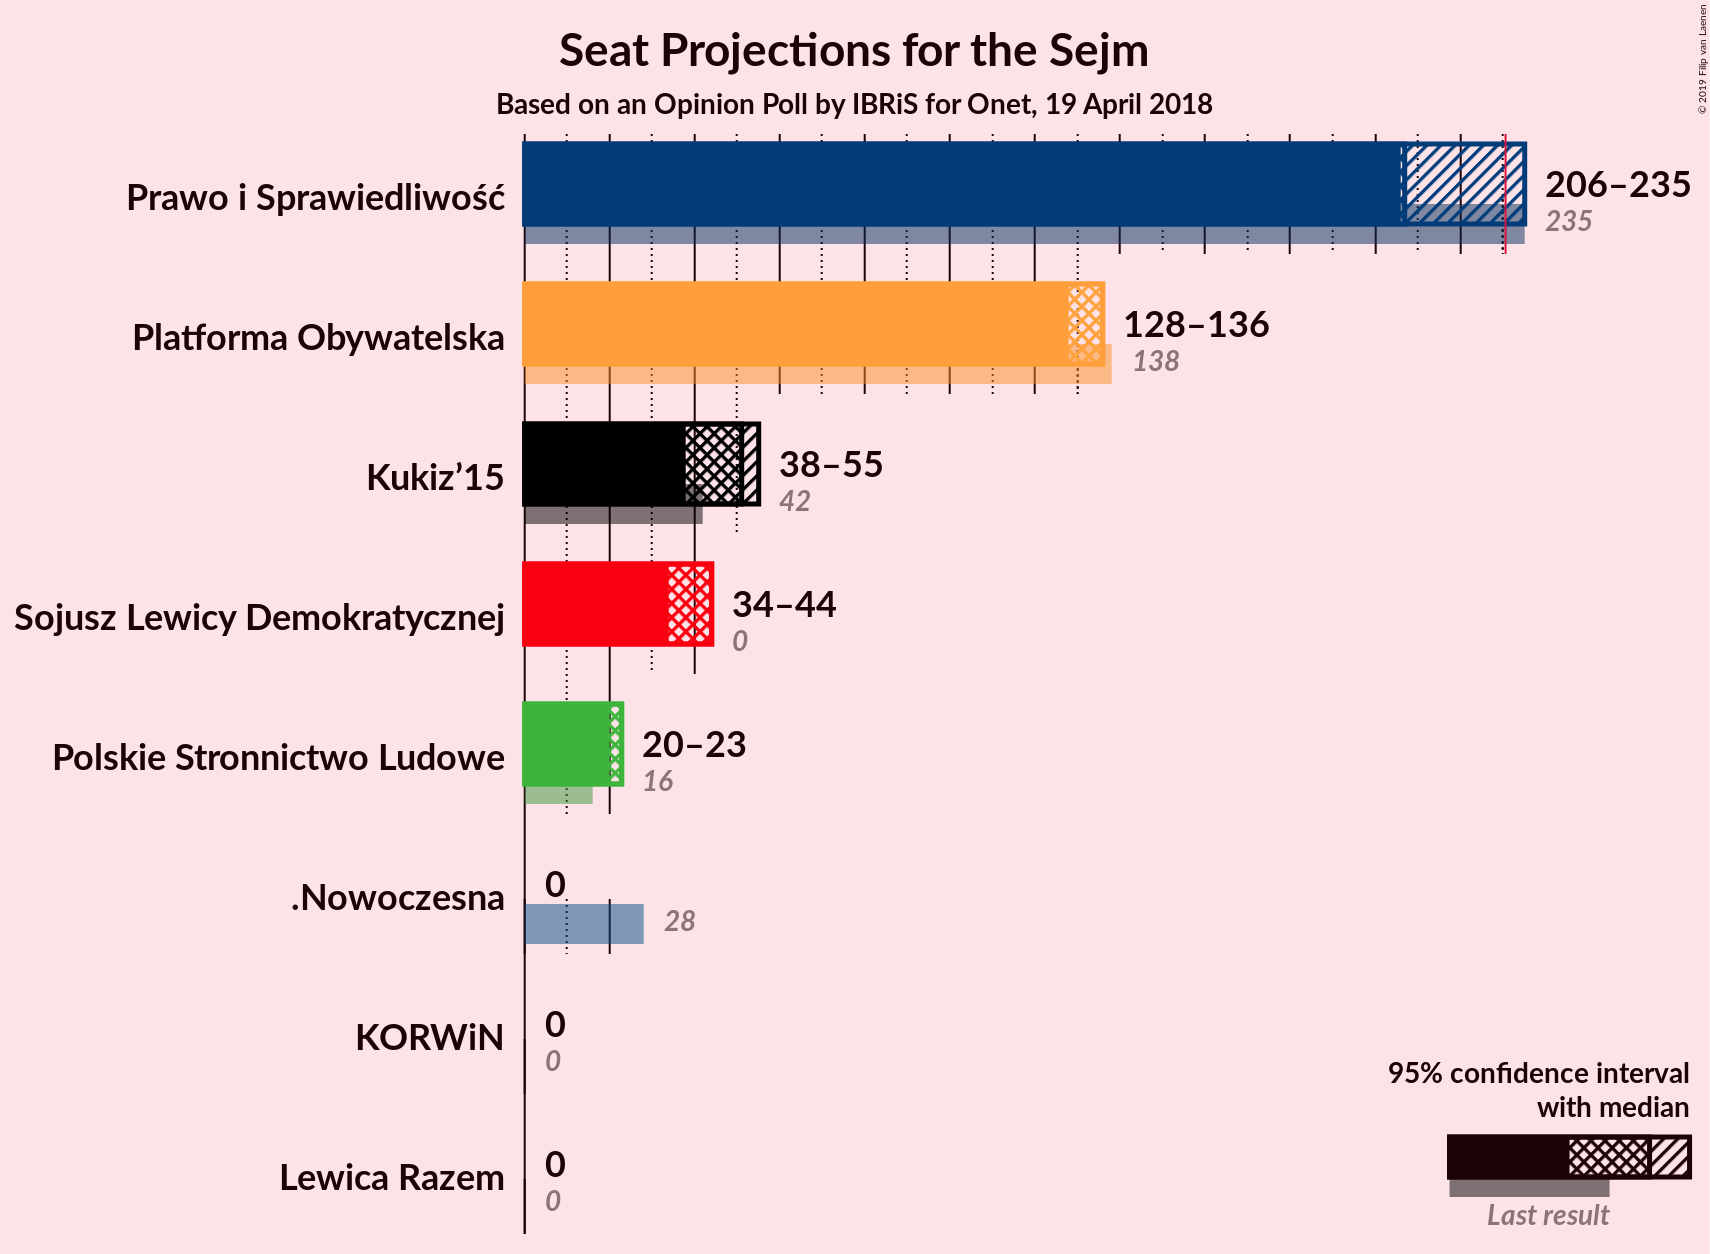 Seat Projections for the Sejm
Based on an Opinion Poll by IBRiS for Onet, 19 April 2018
© 2019 Filip van Laenen
Prawo i Sprawiedliwość
206–235
235
Platforma Obywatelska
128–136
138
Kukiz’15
38–55
42
Sojusz Lewicy Demokratycznej
34–44
0
Polskie Stronnictwo Ludowe
20–23
16
.Nowoczesna
0
28
KORWiN
0
0
Lewica Razem
0
0
95% confidence interval
with median
Last result